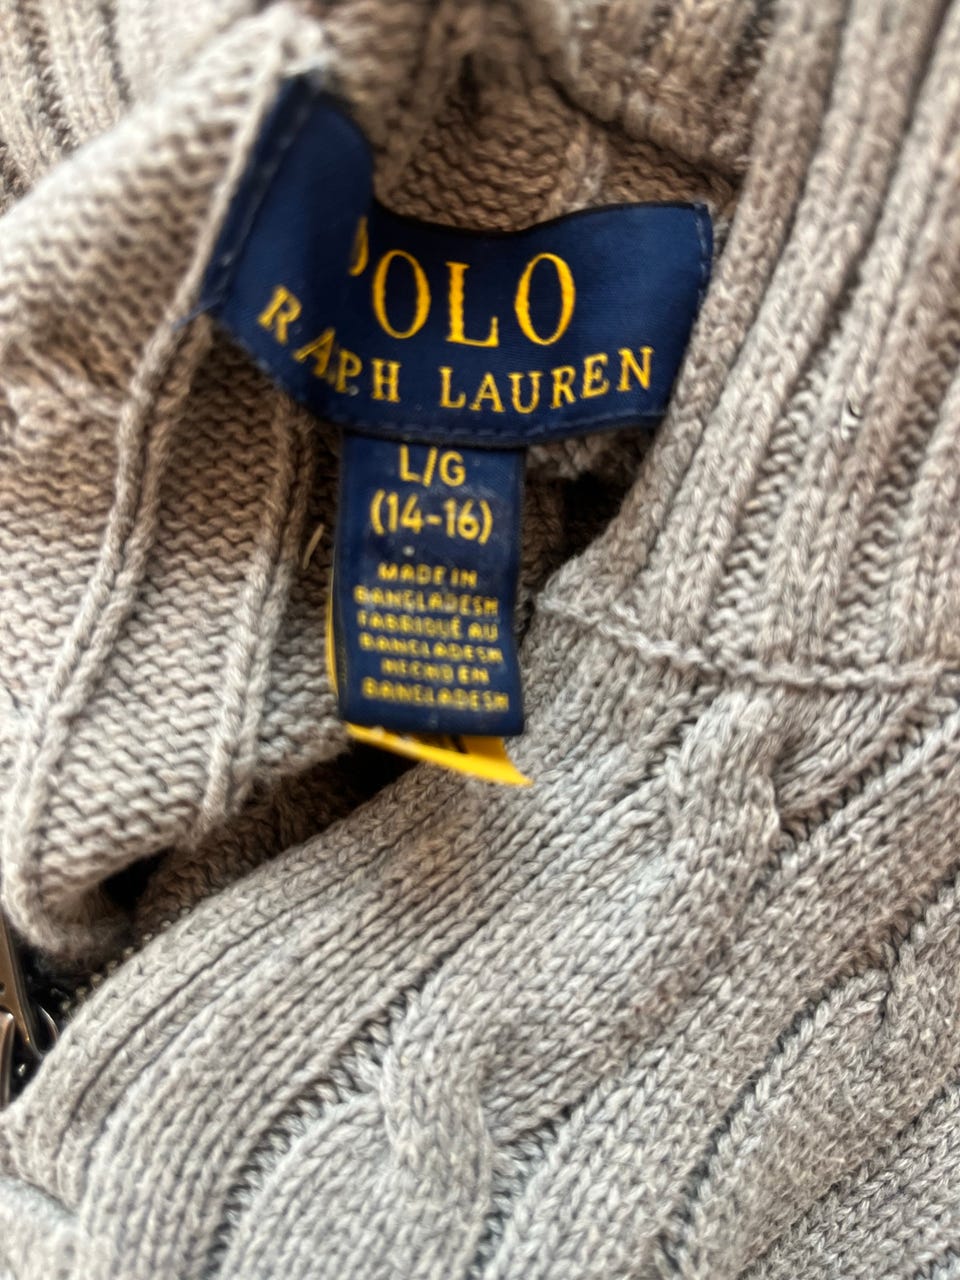 POLO
RALPH LAUREN
L/G
(14-16)
MADE IN
BANGLADESH
FABRIQUÉ AU
BANGLADESH
HECHO EN
BANGLADESH